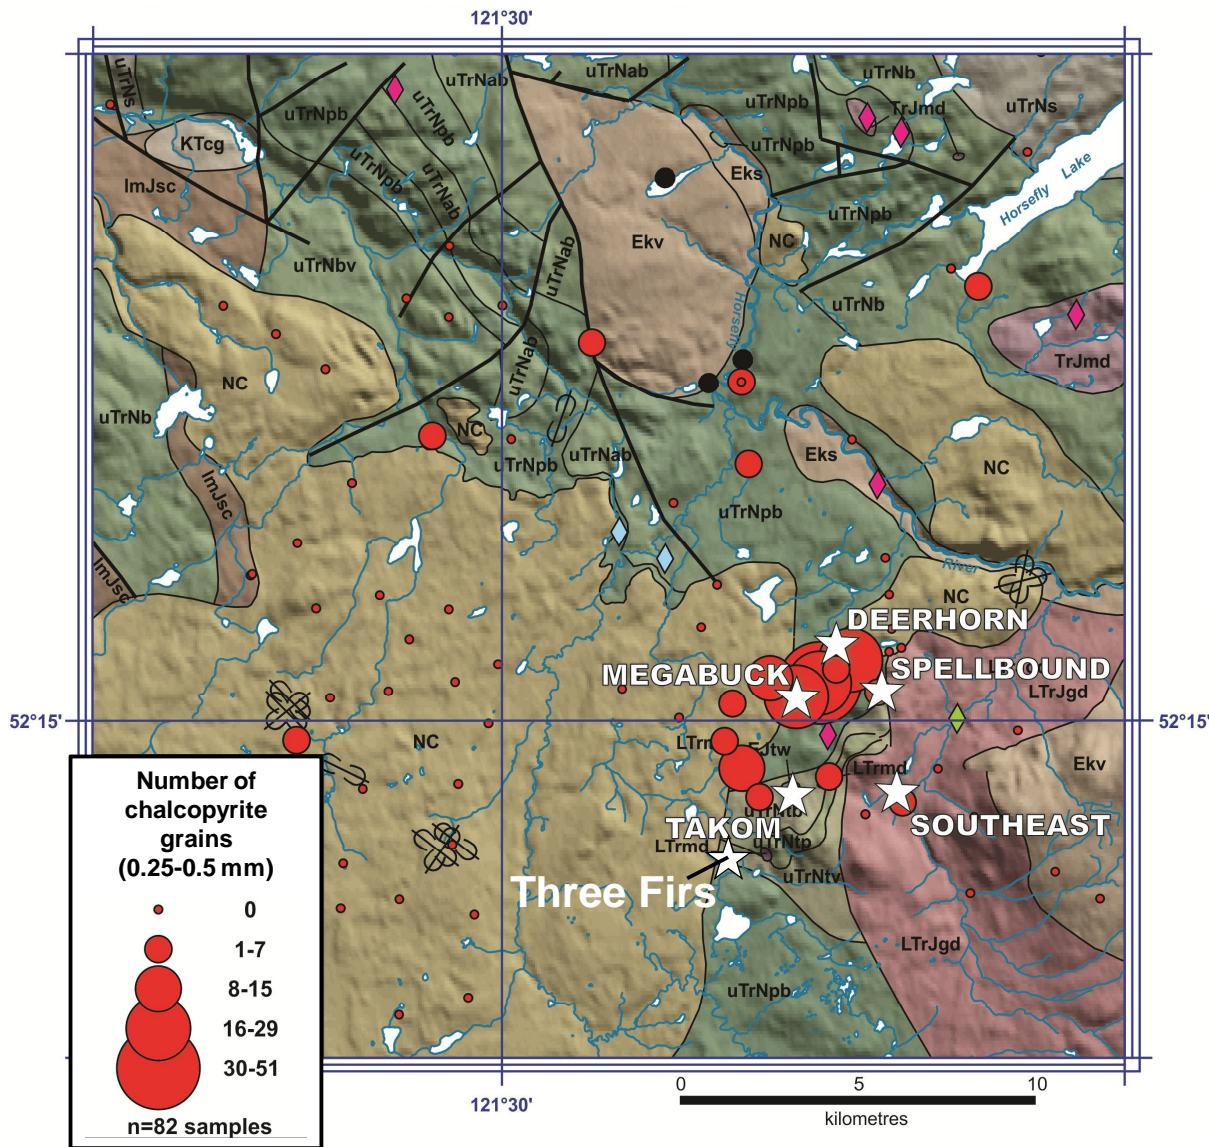 121°30'
uTrNs
uTrNab
uTrNab
uTrNb
uTrNpb
uTrNpb
uTrNpb
TrJmd
uTrNs
KTcg
uTrNpb
uTrNpb
uTrNab
Eks
lmJsc
Horsefly Lake
uTrNpb
Ekv
NC
uTrNbv
uTrNab
uTrNb
Horsefly
TrJmd
uTrNab
NC
uTrNb
NC
uTrNpb
uTrNab
Eks
NC
lmJsc
uTrNpb
lmJsc
River
NC
DEERHORN
MEGABUCK
SPELLBOUND
LTrJgd
52°15'
52°15'
NC
EJtw
LTrmd
Ekv
TAKOM
SOUTHEAST
LTrmd
uTrNtb
uTrNtp
uTrNtv
Three Firs
LTrJgd
uTrNpb
Number of
chalcopyrite
grains
(0.25-0.5 mm)
0
1-7
8-15
16-29
30-51
n=82 samples
121°30'
0 5 10
kilometres